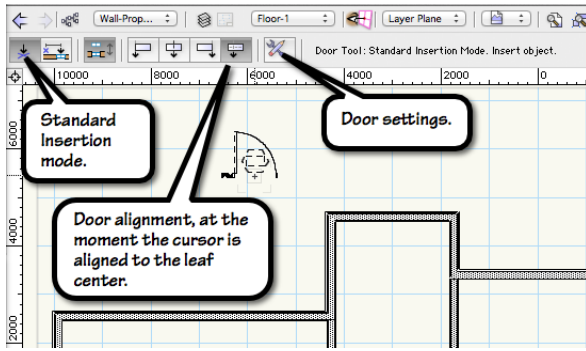 Wall-Prop... Floor-1 Layer Plane
Door Tool: Standard Insertion Mode. Insert object.
10000 8000 6000 4000 2000 0
Standard
Insertion
mode.
Door settings.
6000
Door alignment, at the
moment the cursor is
aligned to the leaf
center.
4000
2000